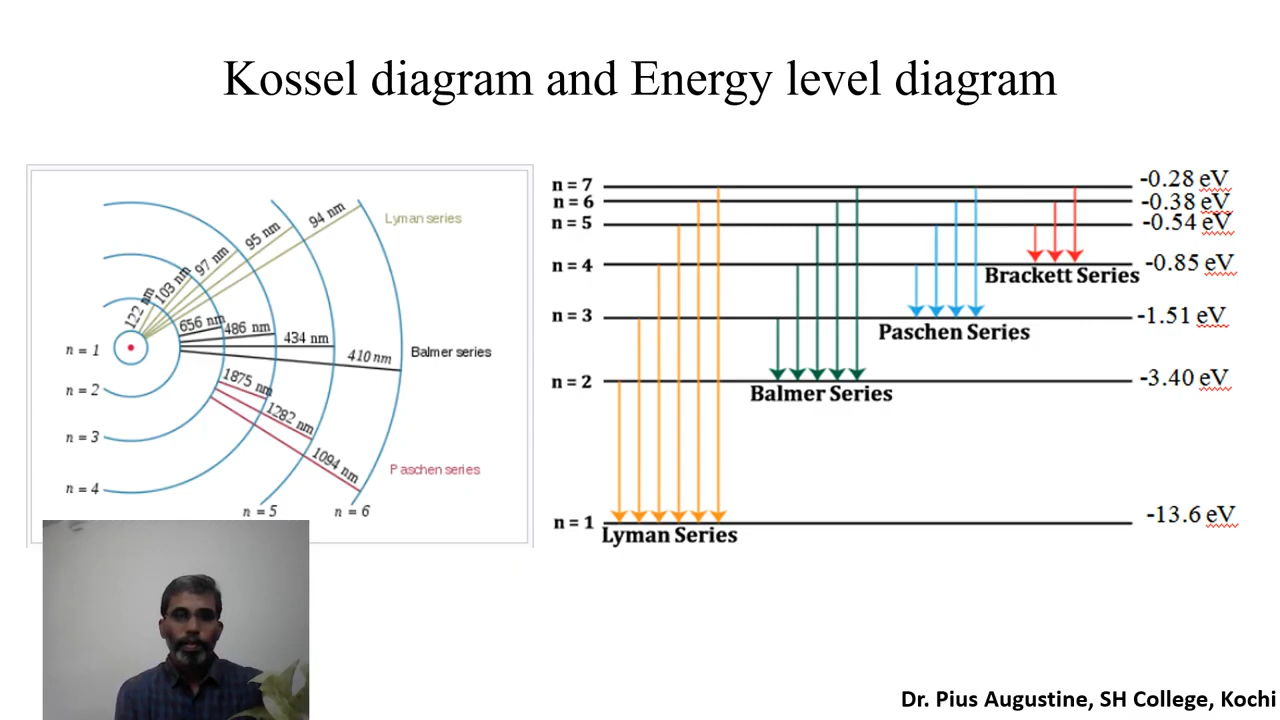 Kossel diagram and Energy level diagram
Lyman series
94 nm
95 nm
97 nm
103 nm
122 nm
656 nm
486 nm
434 nm
410 nm
Balmer series
1875 nm
1282 nm
1094 nm
Paschen series
n = 1
n = 2
n = 3
n = 4
n = 5
n = 6
n = 7
-0.28 eV
n = 6
-0.38 eV
n = 5
-0.54 eV
n = 4
-0.85 eV
Brackett Series
n = 3
-1.51 eV
Paschen Series
n = 2
-3.40 eV
Balmer Series
n = 1
-13.6 eV
Lyman Series
Dr. Pius Augustine, SH College, Kochi